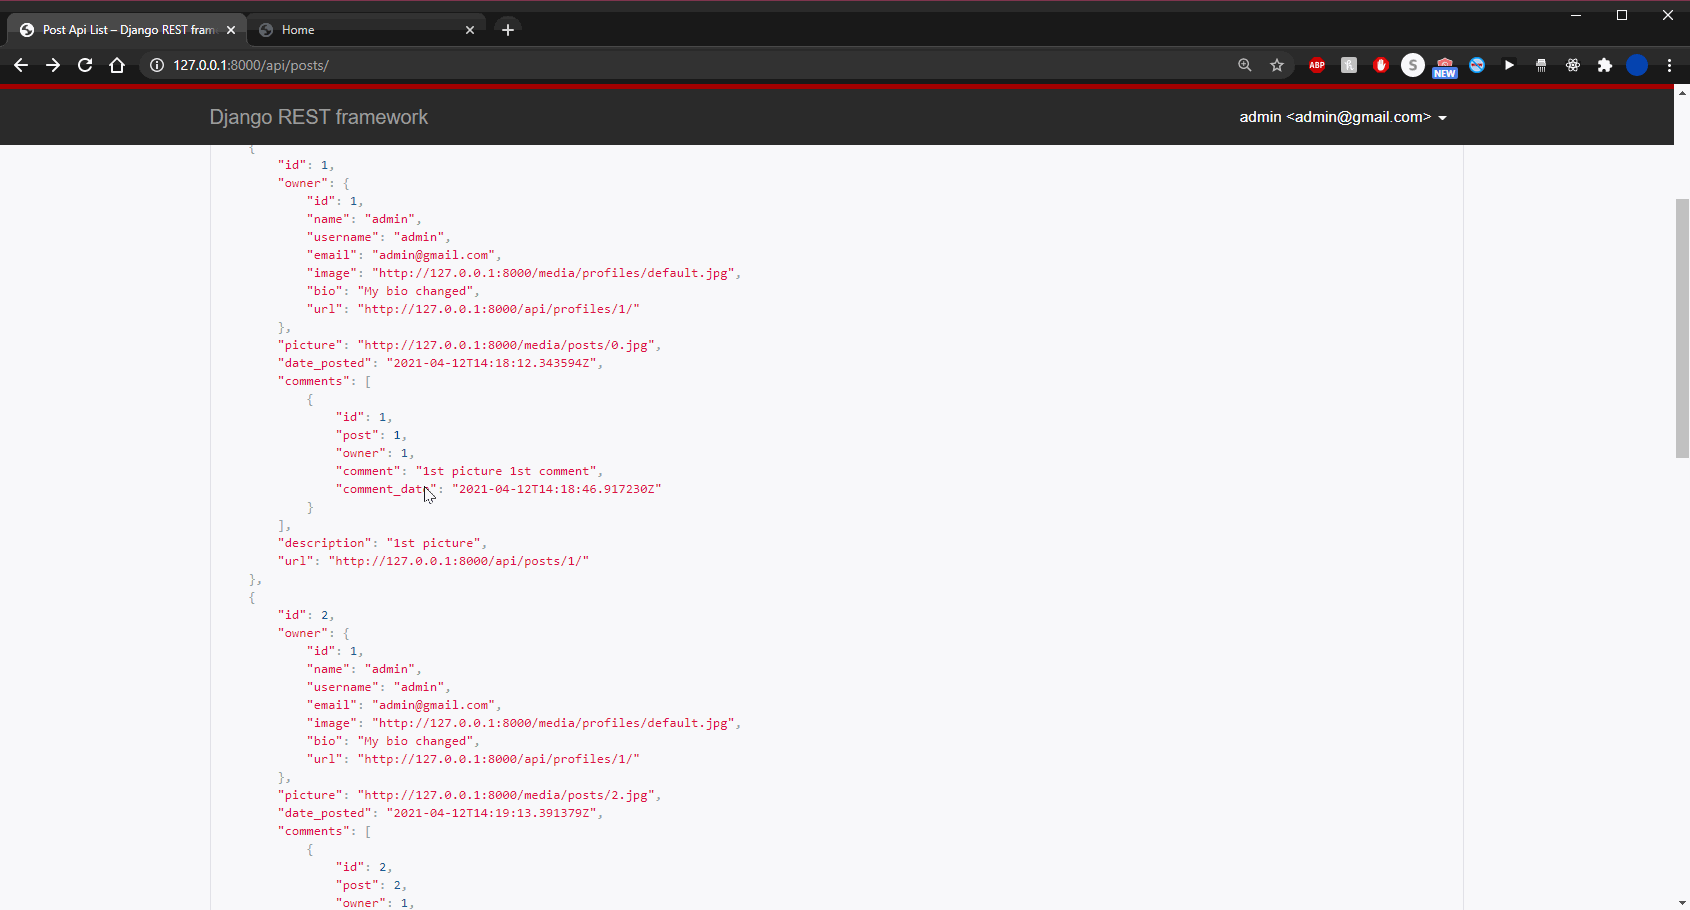 Post Api List – Django REST fram
Home
127.0.0.1:8000/api/posts/
ABP
S
NEW
Django REST framework
admin <admin@gmail.com>
{
"id": 1,
"owner": {
"id": 1,
"name": "admin",
"username": "admin",
"email": "admin@gmail.com",
"image": "http://127.0.0.1:8000/media/profiles/default.jpg",
"bio": "My bio changed",
"url": "http://127.0.0.1:8000/api/profiles/1/"
},
"picture": "http://127.0.0.1:8000/media/posts/0.jpg",
"date_posted": "2021-04-12T14:18:12.343594Z",
"comments": [
{
"id": 1,
"post": 1,
"owner": 1,
"comment": "1st picture 1st comment",
"comment_date": "2021-04-12T14:18:46.917230Z"
}
],
"description": "1st picture",
"url": "http://127.0.0.1:8000/api/posts/1/"
},
{
"id": 2,
"owner": {
"id": 1,
"name": "admin",
"username": "admin",
"email": "admin@gmail.com",
"image": "http://127.0.0.1:8000/media/profiles/default.jpg",
"bio": "My bio changed",
"url": "http://127.0.0.1:8000/api/profiles/1/"
},
"picture": "http://127.0.0.1:8000/media/posts/2.jpg",
"date_posted": "2021-04-12T14:19:13.391379Z",
"comments": [
{
"id": 2,
"post": 2,
"owner": 1,